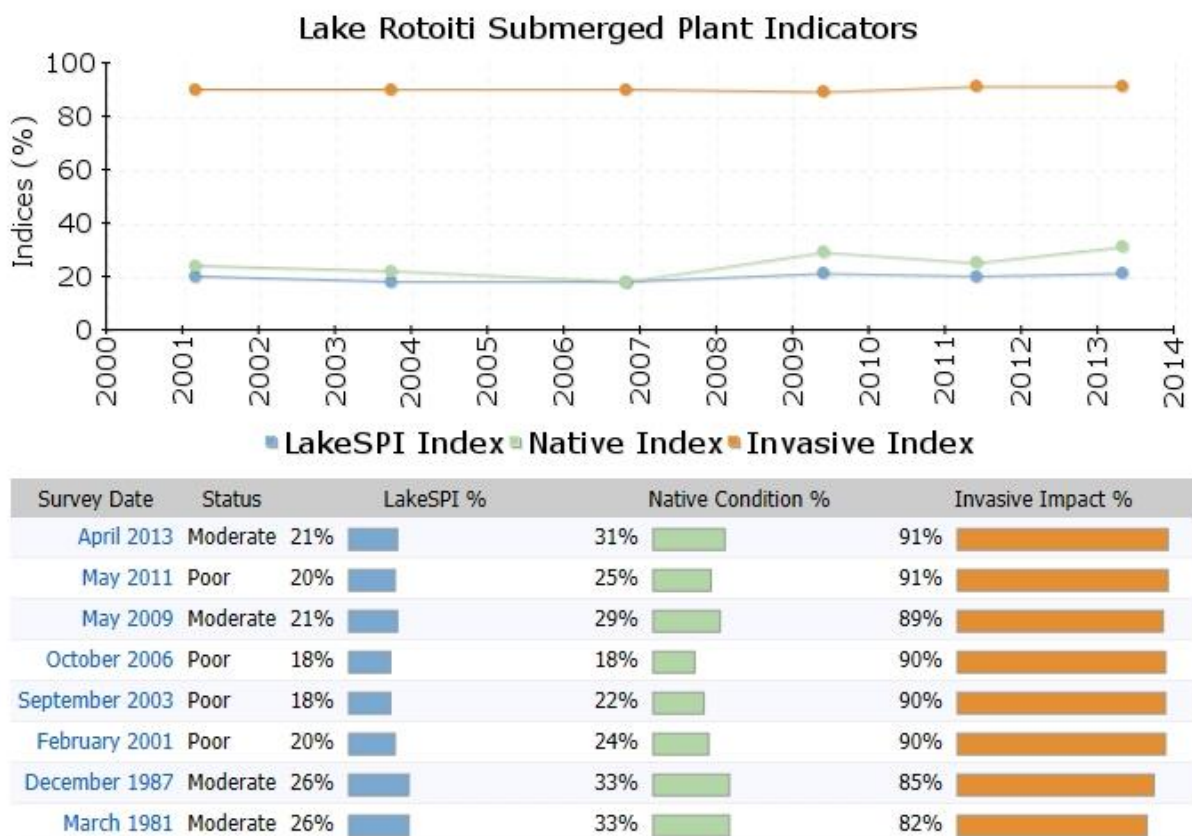 Lake Rotoiti Submerged Plant Indicators
Indices (%)
100
80
60
40
20
0
2000 2001 2002 2003 2004 2005 2006 2007 2008 2009 2010 2011 2012 2013 2014
LakeSPI Index Native Index Invasive Index
Survey Date Status LakeSPI % Native Condition % Invasive Impact %
April 2013 Moderate 21% 31% 91%
May 2011 Poor 20% 25% 91%
May 2009 Moderate 21% 29% 89%
October 2006 Poor 18% 18% 90%
September 2003 Poor 18% 22% 90%
February 2001 Poor 20% 24% 90%
December 1987 Moderate 26% 33% 85%
March 1981 Moderate 26% 33% 82%